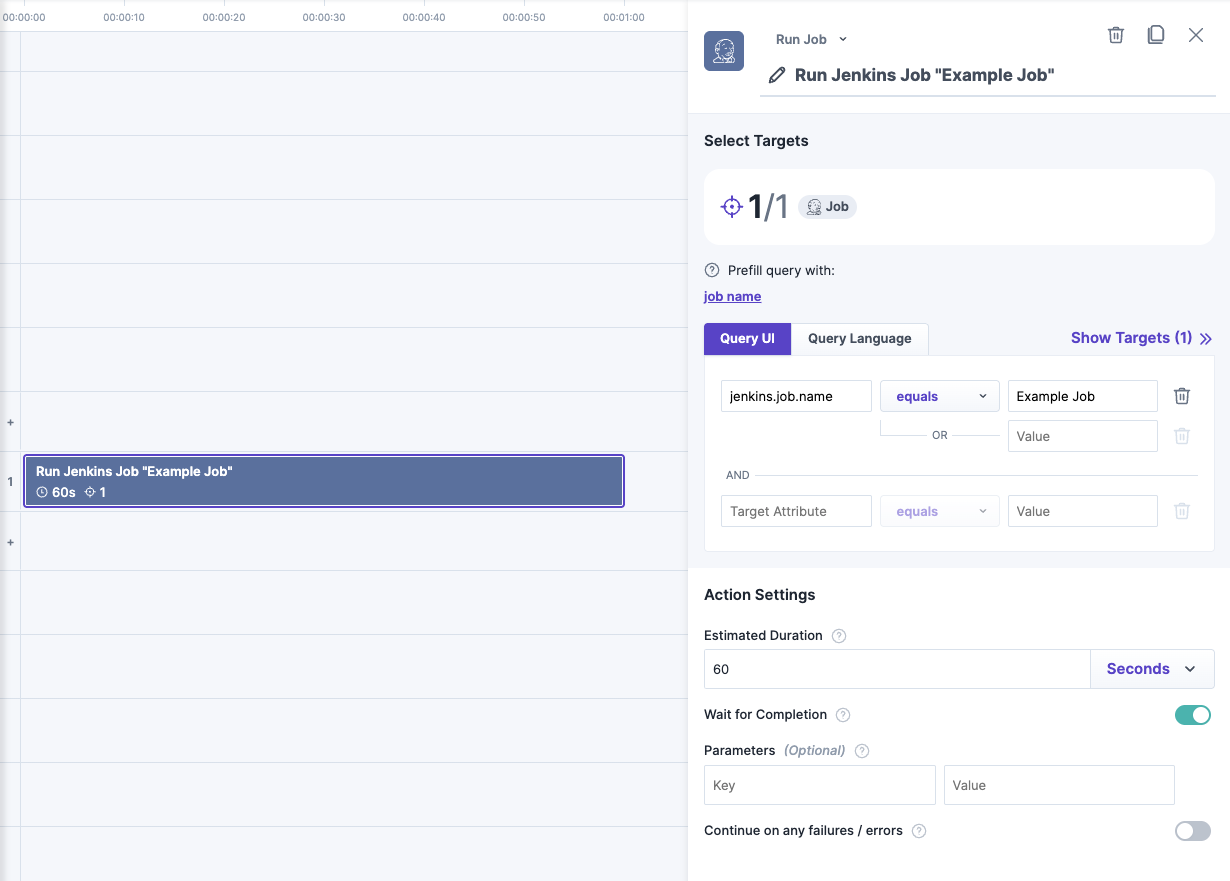 00:00:00 00:00:10 00:00:20 00:00:30 00:00:40 00:00:50 00:01:00
+
1
Run Jenkins Job "Example Job"
60s 1
+
Run Job
Run Jenkins Job "Example Job"
Select Targets
1/1 Job
? Prefill query with:
job name
Query UI Query Language Show Targets (1)
jenkins.job.name equals Example Job
OR Value
AND
Target Attribute equals Value
Action Settings
Estimated Duration ?
60 Seconds
Wait for Completion ?
Parameters (Optional) ?
Key Value
Continue on any failures / errors ?